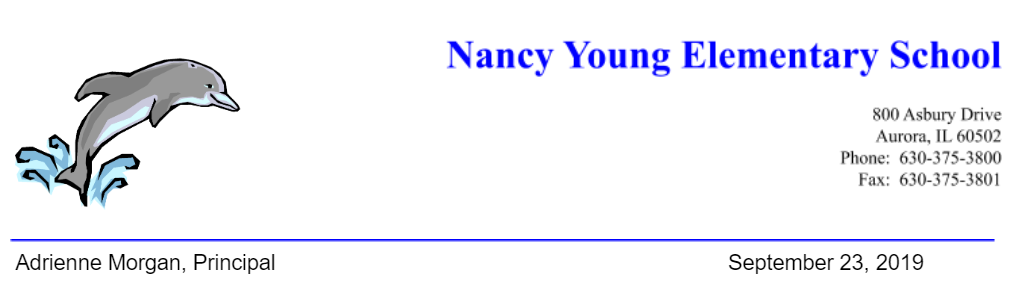 Nancy Young Elementary School
800 Asbury Drive
Aurora, IL 60502
Phone: 630-375-3800
Fax: 630-375-3801
Adrienne Morgan, Principal September 23, 2019